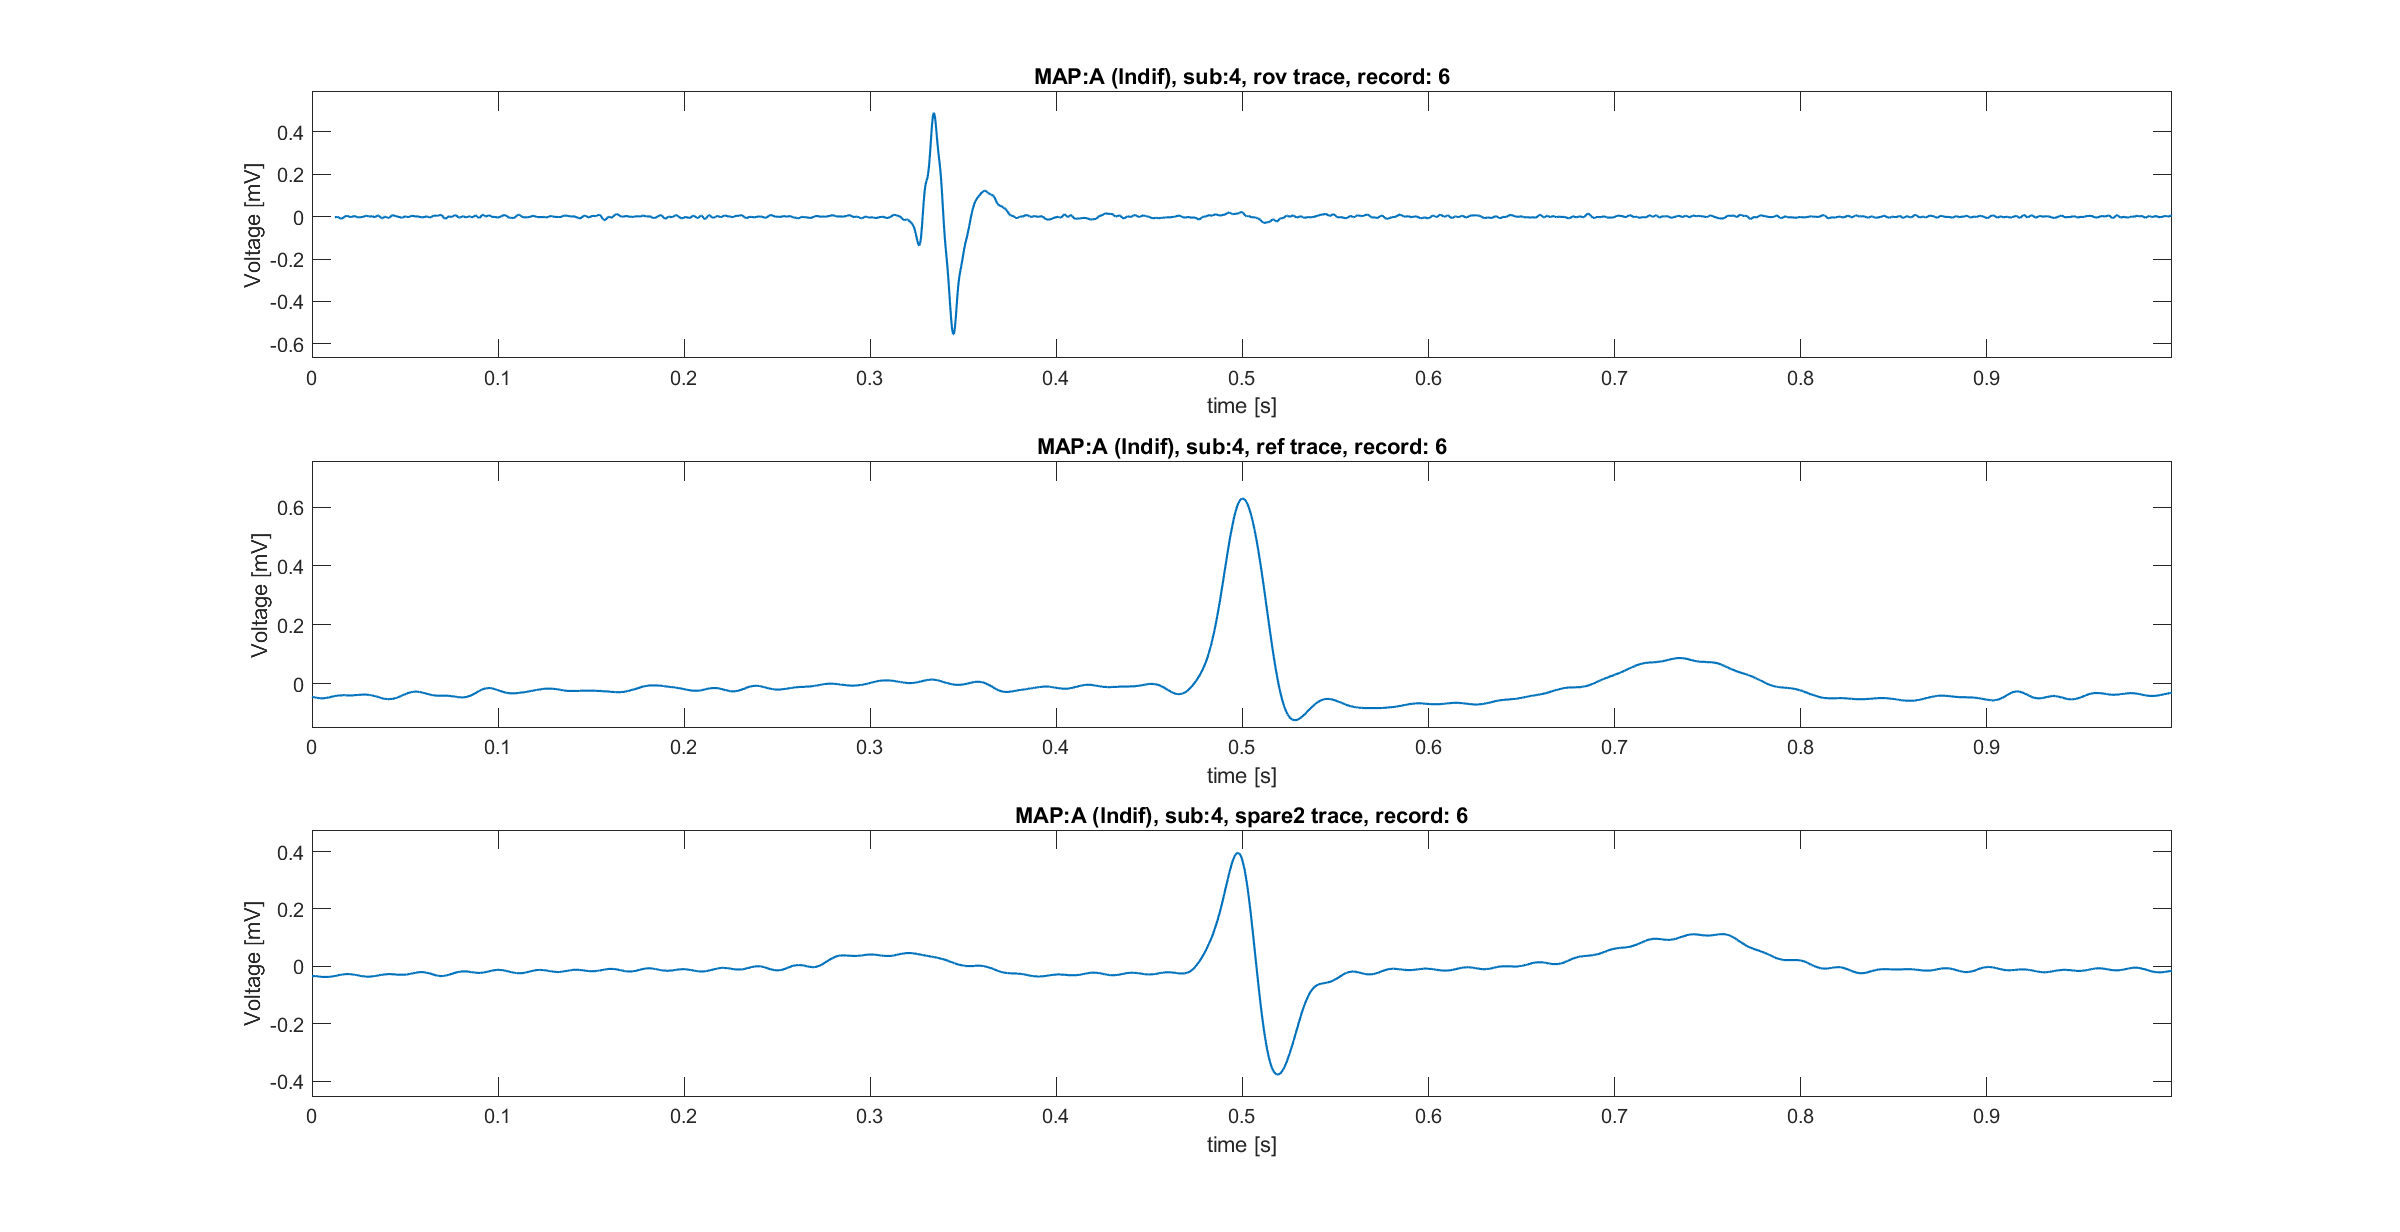 MAP:A (Indif), sub:4, rov trace, record: 6
Voltage [mV]
0.4
0.2
0
-0.2
-0.4
-0.6
0 0.1 0.2 0.3 0.4 0.5 0.6 0.7 0.8 0.9
time [s]
MAP:A (Indif), sub:4, ref trace, record: 6
Voltage [mV]
0.6
0.4
0.2
0
0 0.1 0.2 0.3 0.4 0.5 0.6 0.7 0.8 0.9
time [s]
MAP:A (Indif), sub:4, spare2 trace, record: 6
Voltage [mV]
0.4
0.2
0
-0.2
-0.4
0 0.1 0.2 0.3 0.4 0.5 0.6 0.7 0.8 0.9
time [s]